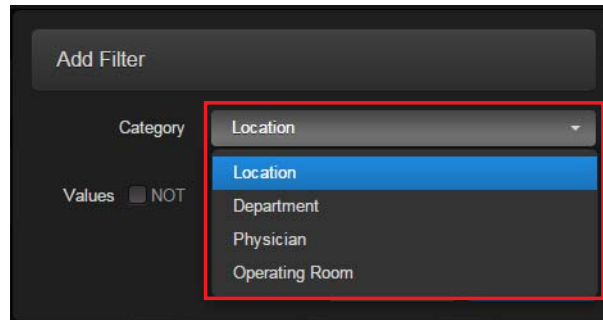 Add Filter
Category
Location
Location
Department
Values NOT
Physician
Operating Room